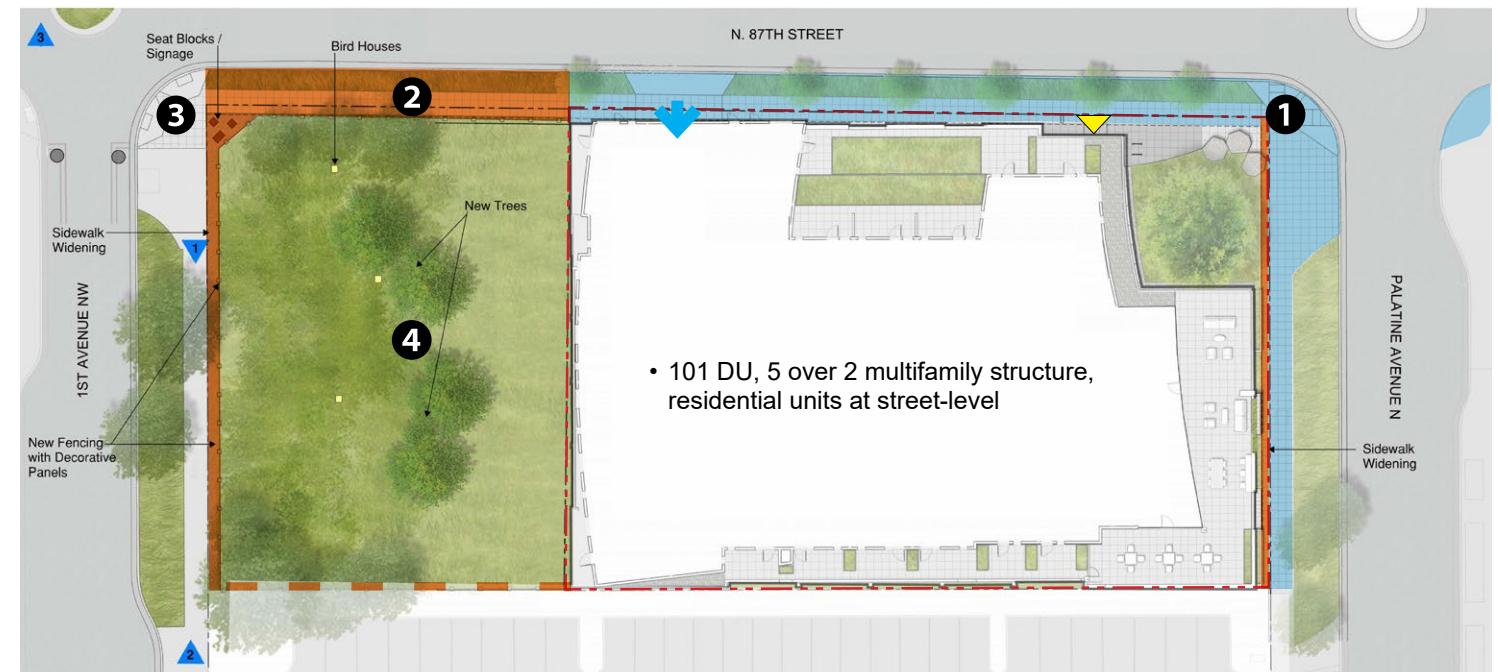 3
Seat Blocks /
Signage
Bird Houses
N. 87TH STREET
2
3
1
New Trees
Sidewalk
Widening
1
1ST AVENUE NW
4
• 101 DU, 5 over 2 multifamily structure,
residential units at street-level
PALATINE AVENUE N
New Fencing
with Decorative
Panels
Sidewalk
Widening
2